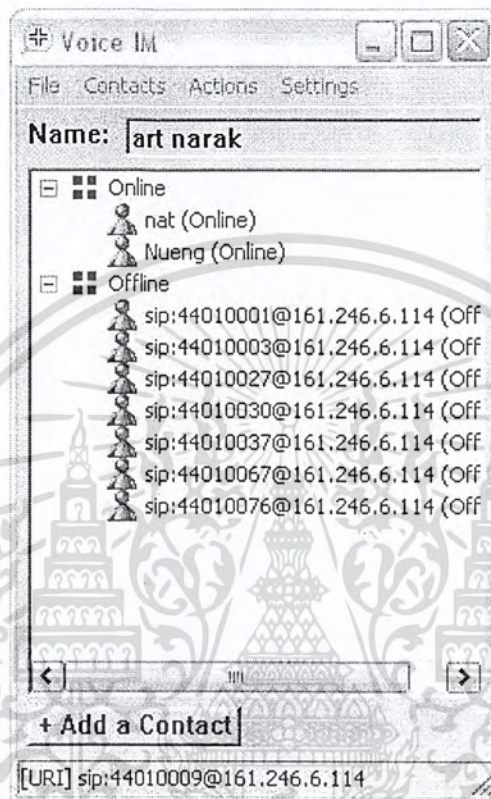 Voice IM
File Contacts Actions Settings
Name: art narak
Online
nat (Online)
Nueng (Online)
Offline
sip:44010001@161.246.6.114 (Off
sip:44010003@161.246.6.114 (Off
sip:44010027@161.246.6.114 (Off
sip:44010030@161.246.6.114 (Off
sip:44010037@161.246.6.114 (Off
sip:44010067@161.246.6.114 (Off
sip:44010076@161.246.6.114 (Off
+ Add a Contact
[URI] sip:44010009@161.246.6.114